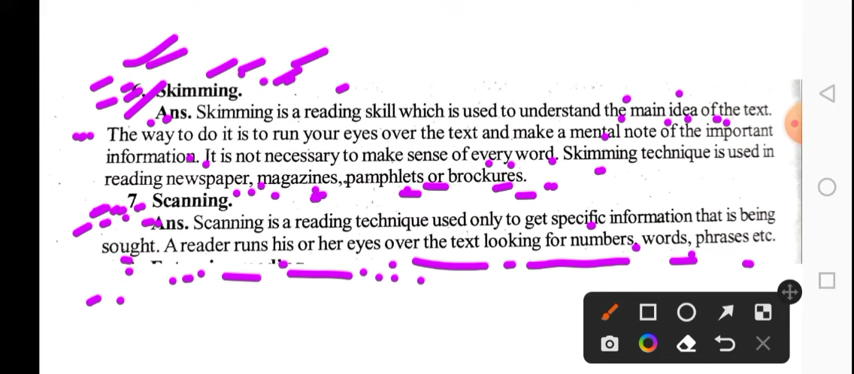 Skimming.
Ans. Skimming is a reading skill which is used to understand the main idea of the text.
The way to do it is to run your eyes over the text and make a mental note of the important
information. It is not necessary to make sense of every word. Skimming technique is used in
reading newspaper, magazines, pamphlets or brockures.
7. Scanning.
Ans. Scanning is a reading technique used only to get specific information that is being
sought. A reader runs his or her eyes over the text looking for numbers, words, phrases etc.